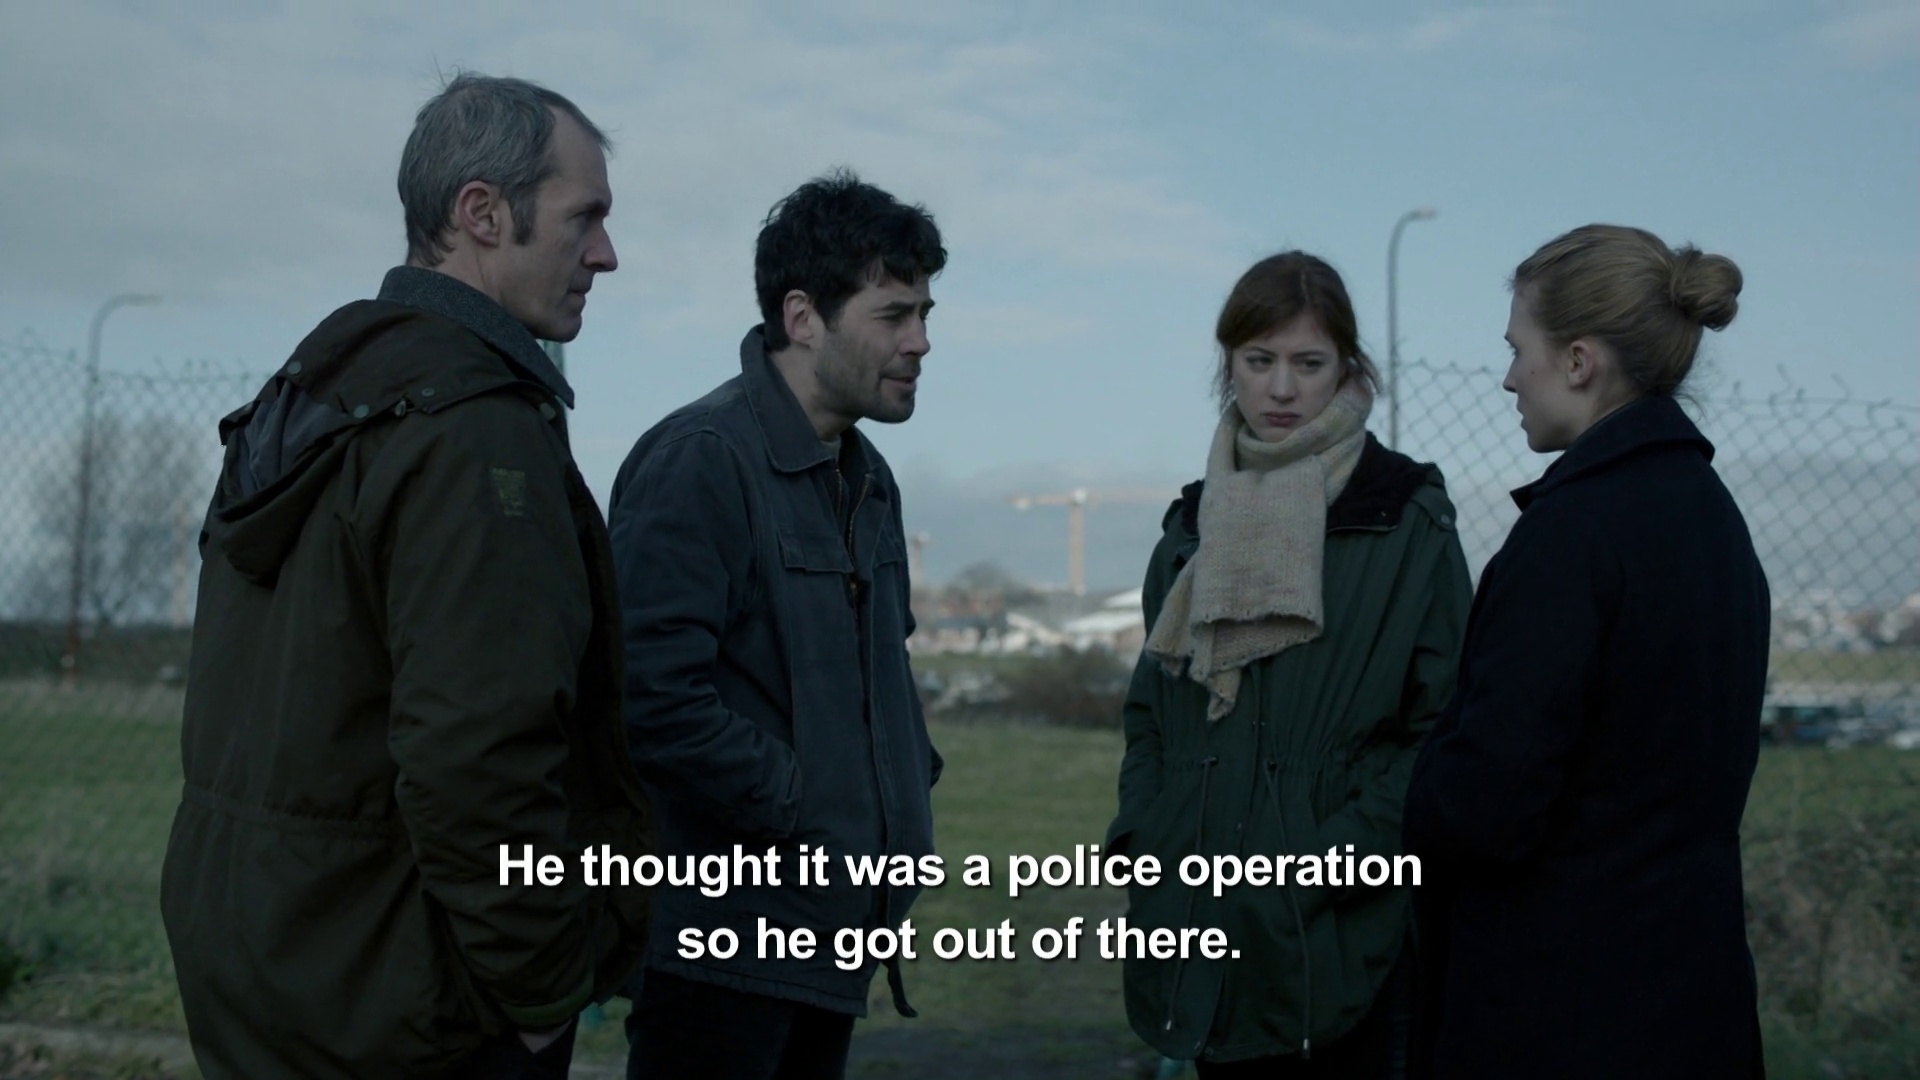 He thought it was a police operation
so he got out of there.